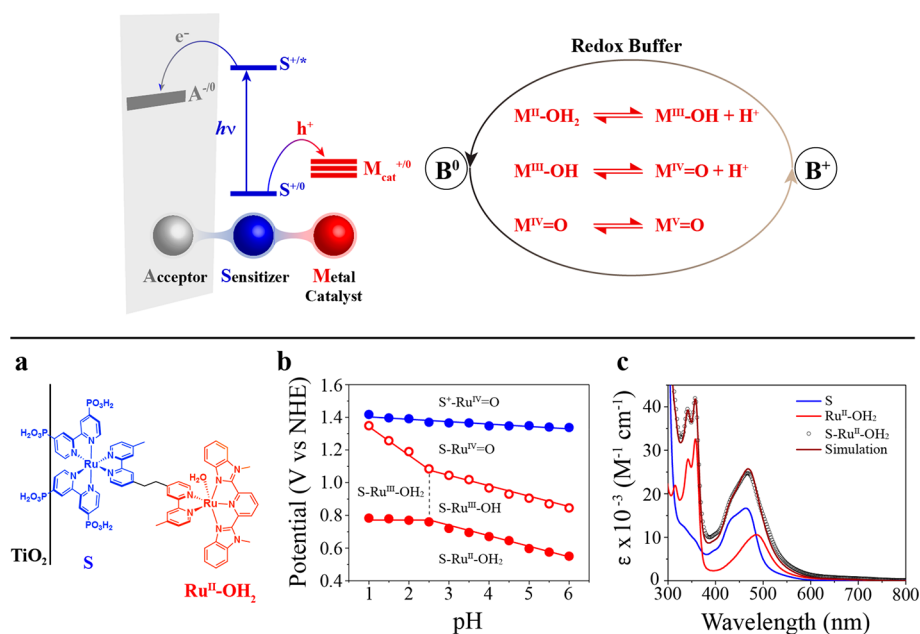 e⁻
S⁺/*
A⁻/⁰
hν
h⁺
M_cat⁺/⁰
S⁺/⁰
Acceptor
Sensitizer
Metal
Catalyst
Redox Buffer
Mᴵᴵ-OH₂ ⇌ Mᴵᴵᴵ-OH + H⁺
Mᴵᴵᴵ-OH ⇌ Mᴵⱽ=O + H⁺
Mᴵⱽ=O ⇌ Mⱽ=O
B⁰
B⁺
a
PO₃H₂
H₂O₃P
Ru
H₂O₃P
PO₃H₂
TiO₂
S
H₂O
N
N
N
N
N
N
Ru
N
N
N
N
N
N
N
Ruᴵᴵ-OH₂
b
Potential (V vs NHE)
1.6
1.4
1.2
1.0
0.8
0.6
0.4
S⁺-Ruᴵⱽ=O
S-Ruᴵⱽ=O
S-Ruᴵᴵᴵ-OH₂
S-Ruᴵᴵᴵ-OH
S-Ruᴵᴵ-OH₂
1 2 3 4 5 6
pH
c
ε x 10⁻³ (M⁻¹ cm⁻¹)
40
30
20
10
0
S
Ruᴵᴵ-OH₂
S-Ruᴵᴵ-OH₂
Simulation
300 400 500 600 700 800
Wavelength (nm)